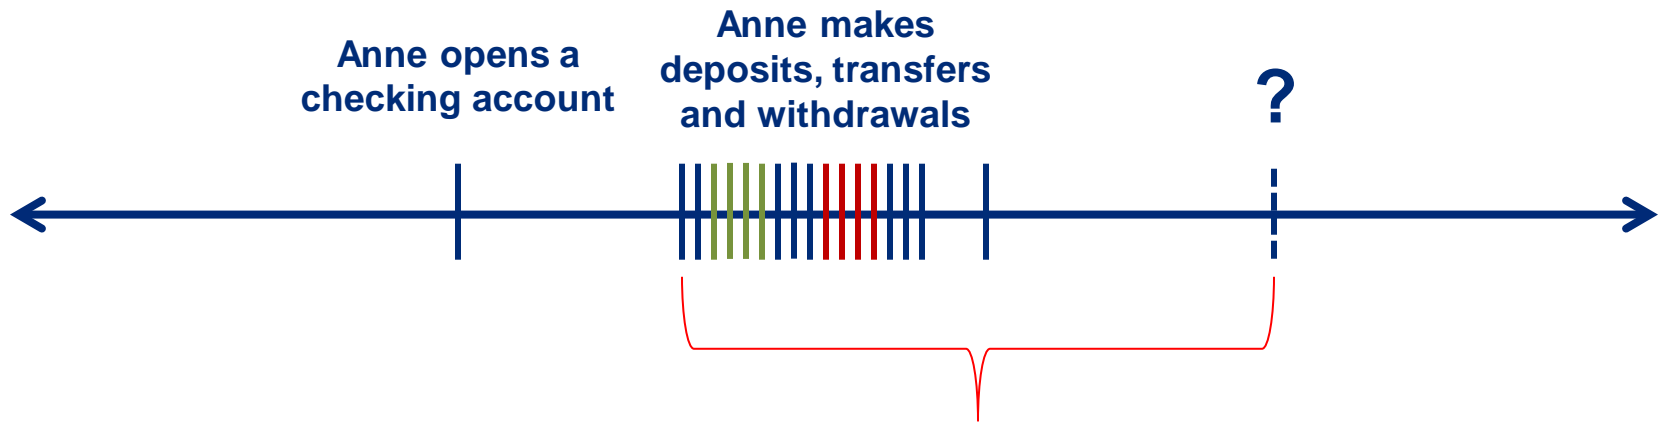 Anne opens a
checking account
Anne makes
deposits, transfers
and withdrawals
?